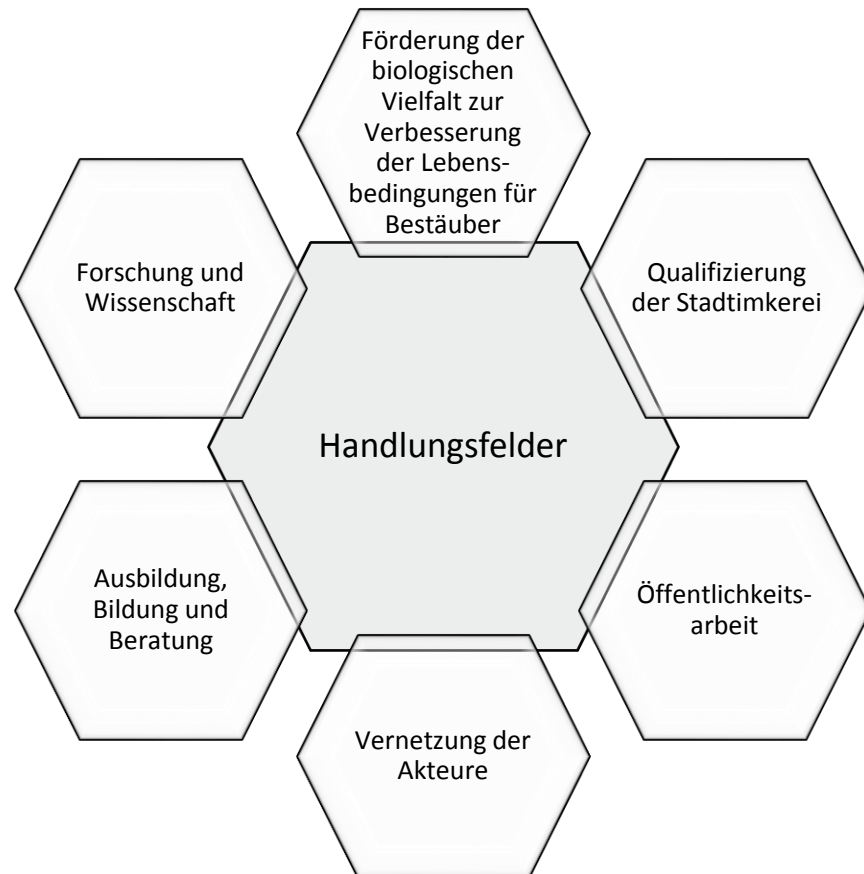 Förderung der
biologischen
Vielfalt zur
Verbesserung
der Lebens-
bedingungen für
Bestäuber
Qualifizierung
der Stadtimkerei
Öffentlichkeits-
arbeit
Vernetzung der
Akteure
Ausbildung,
Bildung und
Beratung
Forschung und
Wissenschaft
Handlungsfelder